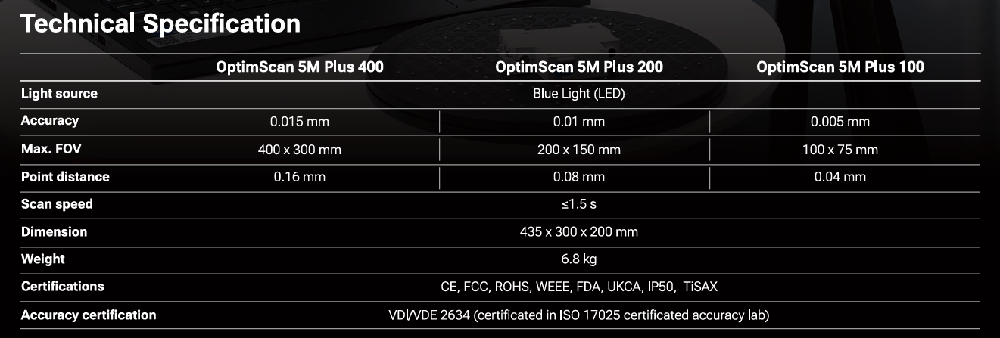 Technical Specification
OptimScan 5M Plus 400 OptimScan 5M Plus 200 OptimScan 5M Plus 100
Light source Blue Light (LED)
Accuracy 0.015 mm 0.01 mm 0.005 mm
Max. FOV 400 x 300 mm 200 x 150 mm 100 x 75 mm
Point distance 0.16 mm 0.08 mm 0.04 mm
Scan speed ≤1.5 s
Dimension 435 x 300 x 200 mm
Weight 6.8 kg
Certifications CE, FCC, ROHS, WEEE, FDA, UKCA, IP50, TiSAX
Accuracy certification VDI/VDE 2634 (certificated in ISO 17025 certificated accuracy lab)